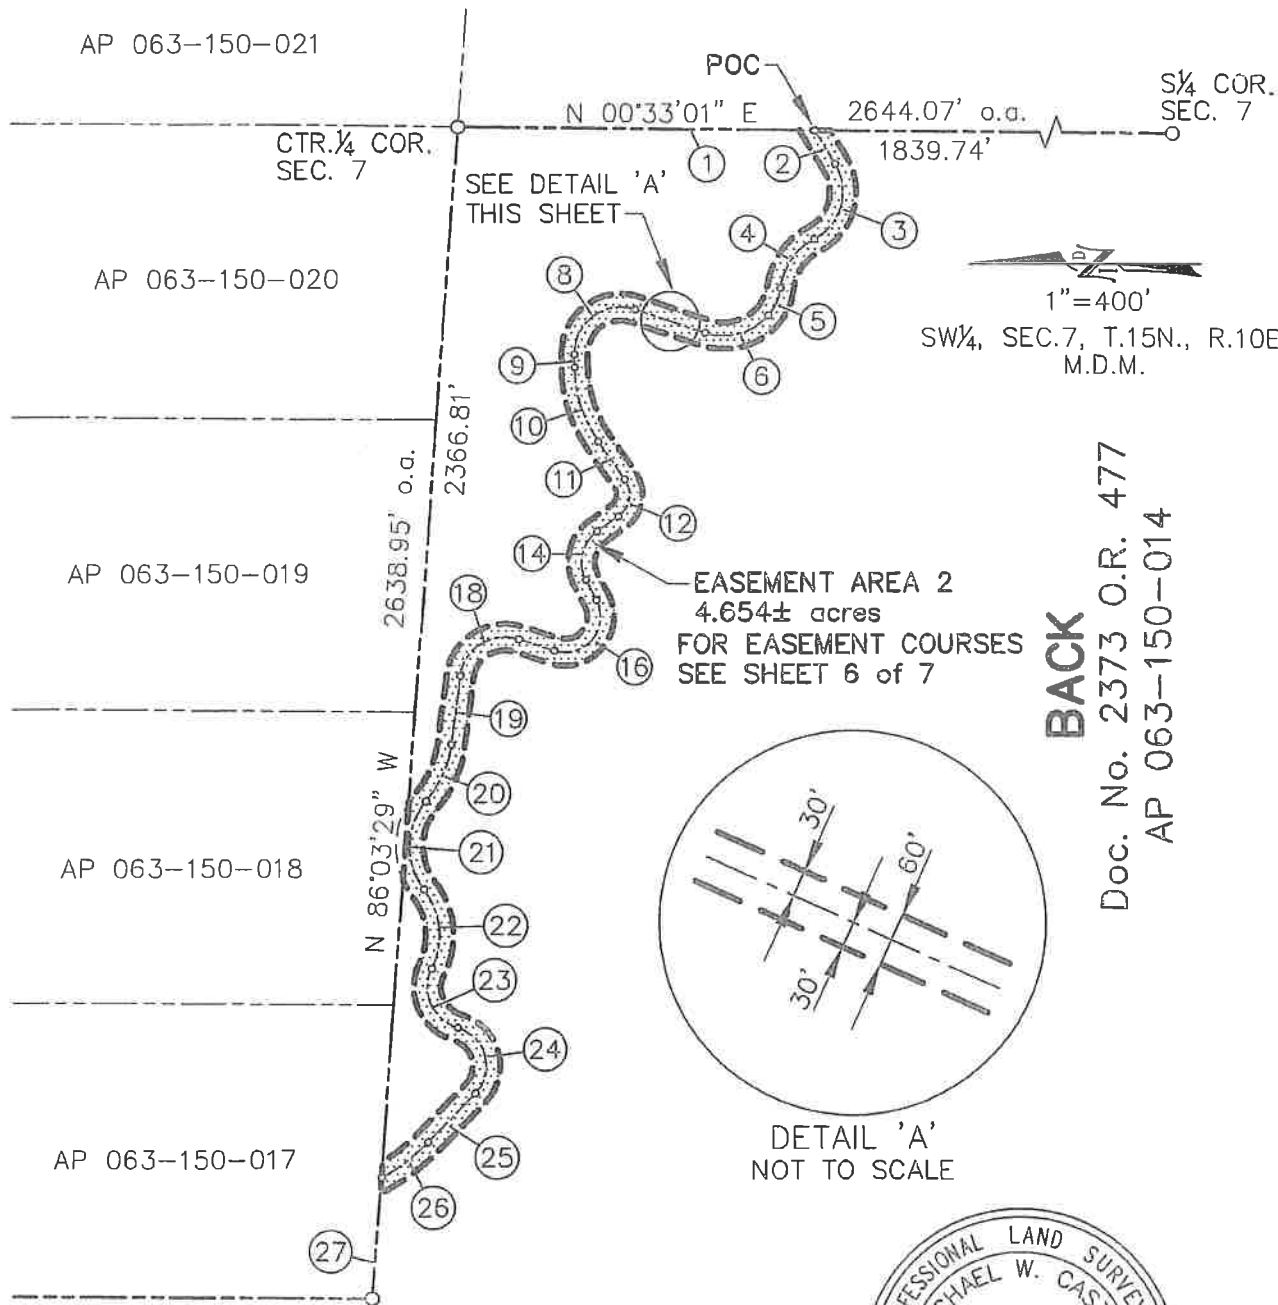 AP 063-150-021
POC
S¼ COR.
SEC. 7
N 00°33'01" E
2644.07' o.a.
1839.74'
CTR.¼ COR.
SEC. 7
1
2
SEE DETAIL 'A'
THIS SHEET
3
4
AP 063-150-020
8
5
1"=400'
SW¼, SEC.7, T.15N., R.10E
M.D.M.
6
9
10
2366.81'
2638.95' o.a.
11
12
14
AP 063-150-019
EASEMENT AREA 2
4.654± acres
FOR EASEMENT COURSES
SEE SHEET 6 of 7
18
16
BACK
Doc. No. 2373 O.R. 477
AP 063-150-014
19
20
N 86°03'29" W
21
AP 063-150-018
22
23
24
30'
60'
30'
DETAIL 'A'
NOT TO SCALE
AP 063-150-017
25
26
27
LAND
W.